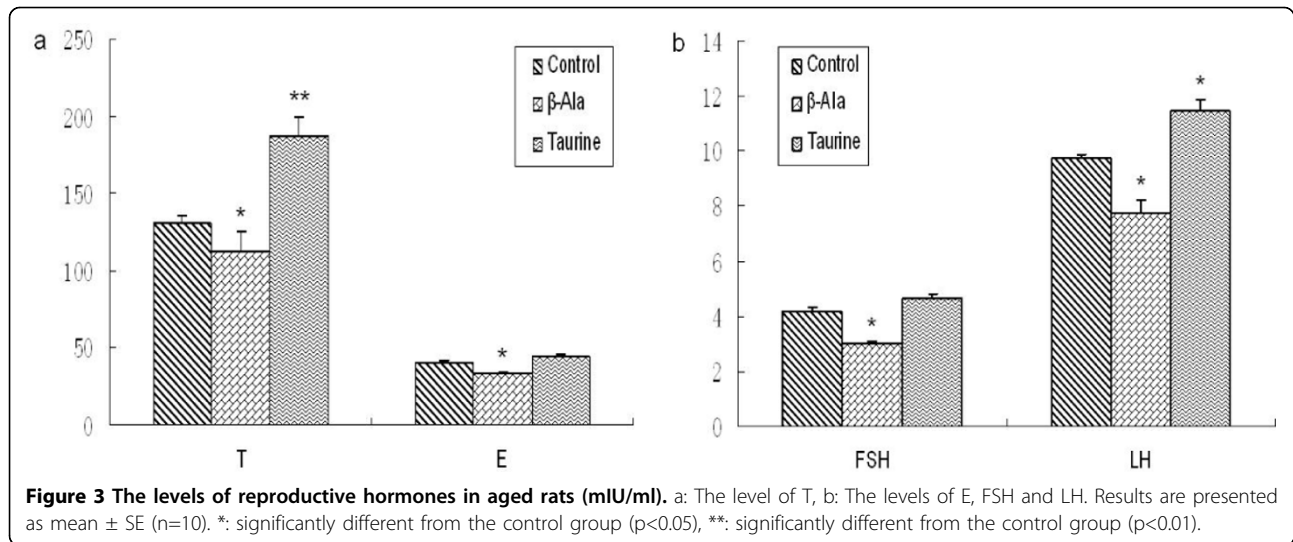 a
250
200
150
100
50
0
Control
β-Ala
Taurine
*
**
*
T
E
b
14
12
10
8
6
4
2
0
Control
β-Ala
Taurine
*
*
*
FSH
LH
Figure 3 The levels of reproductive hormones in aged rats (mIU/ml). a: The level of T, b: The levels of E, FSH and LH. Results are presented
as mean ± SE (n=10). *: significantly different from the control group (p<0.05), **: significantly different from the control group (p<0.01).